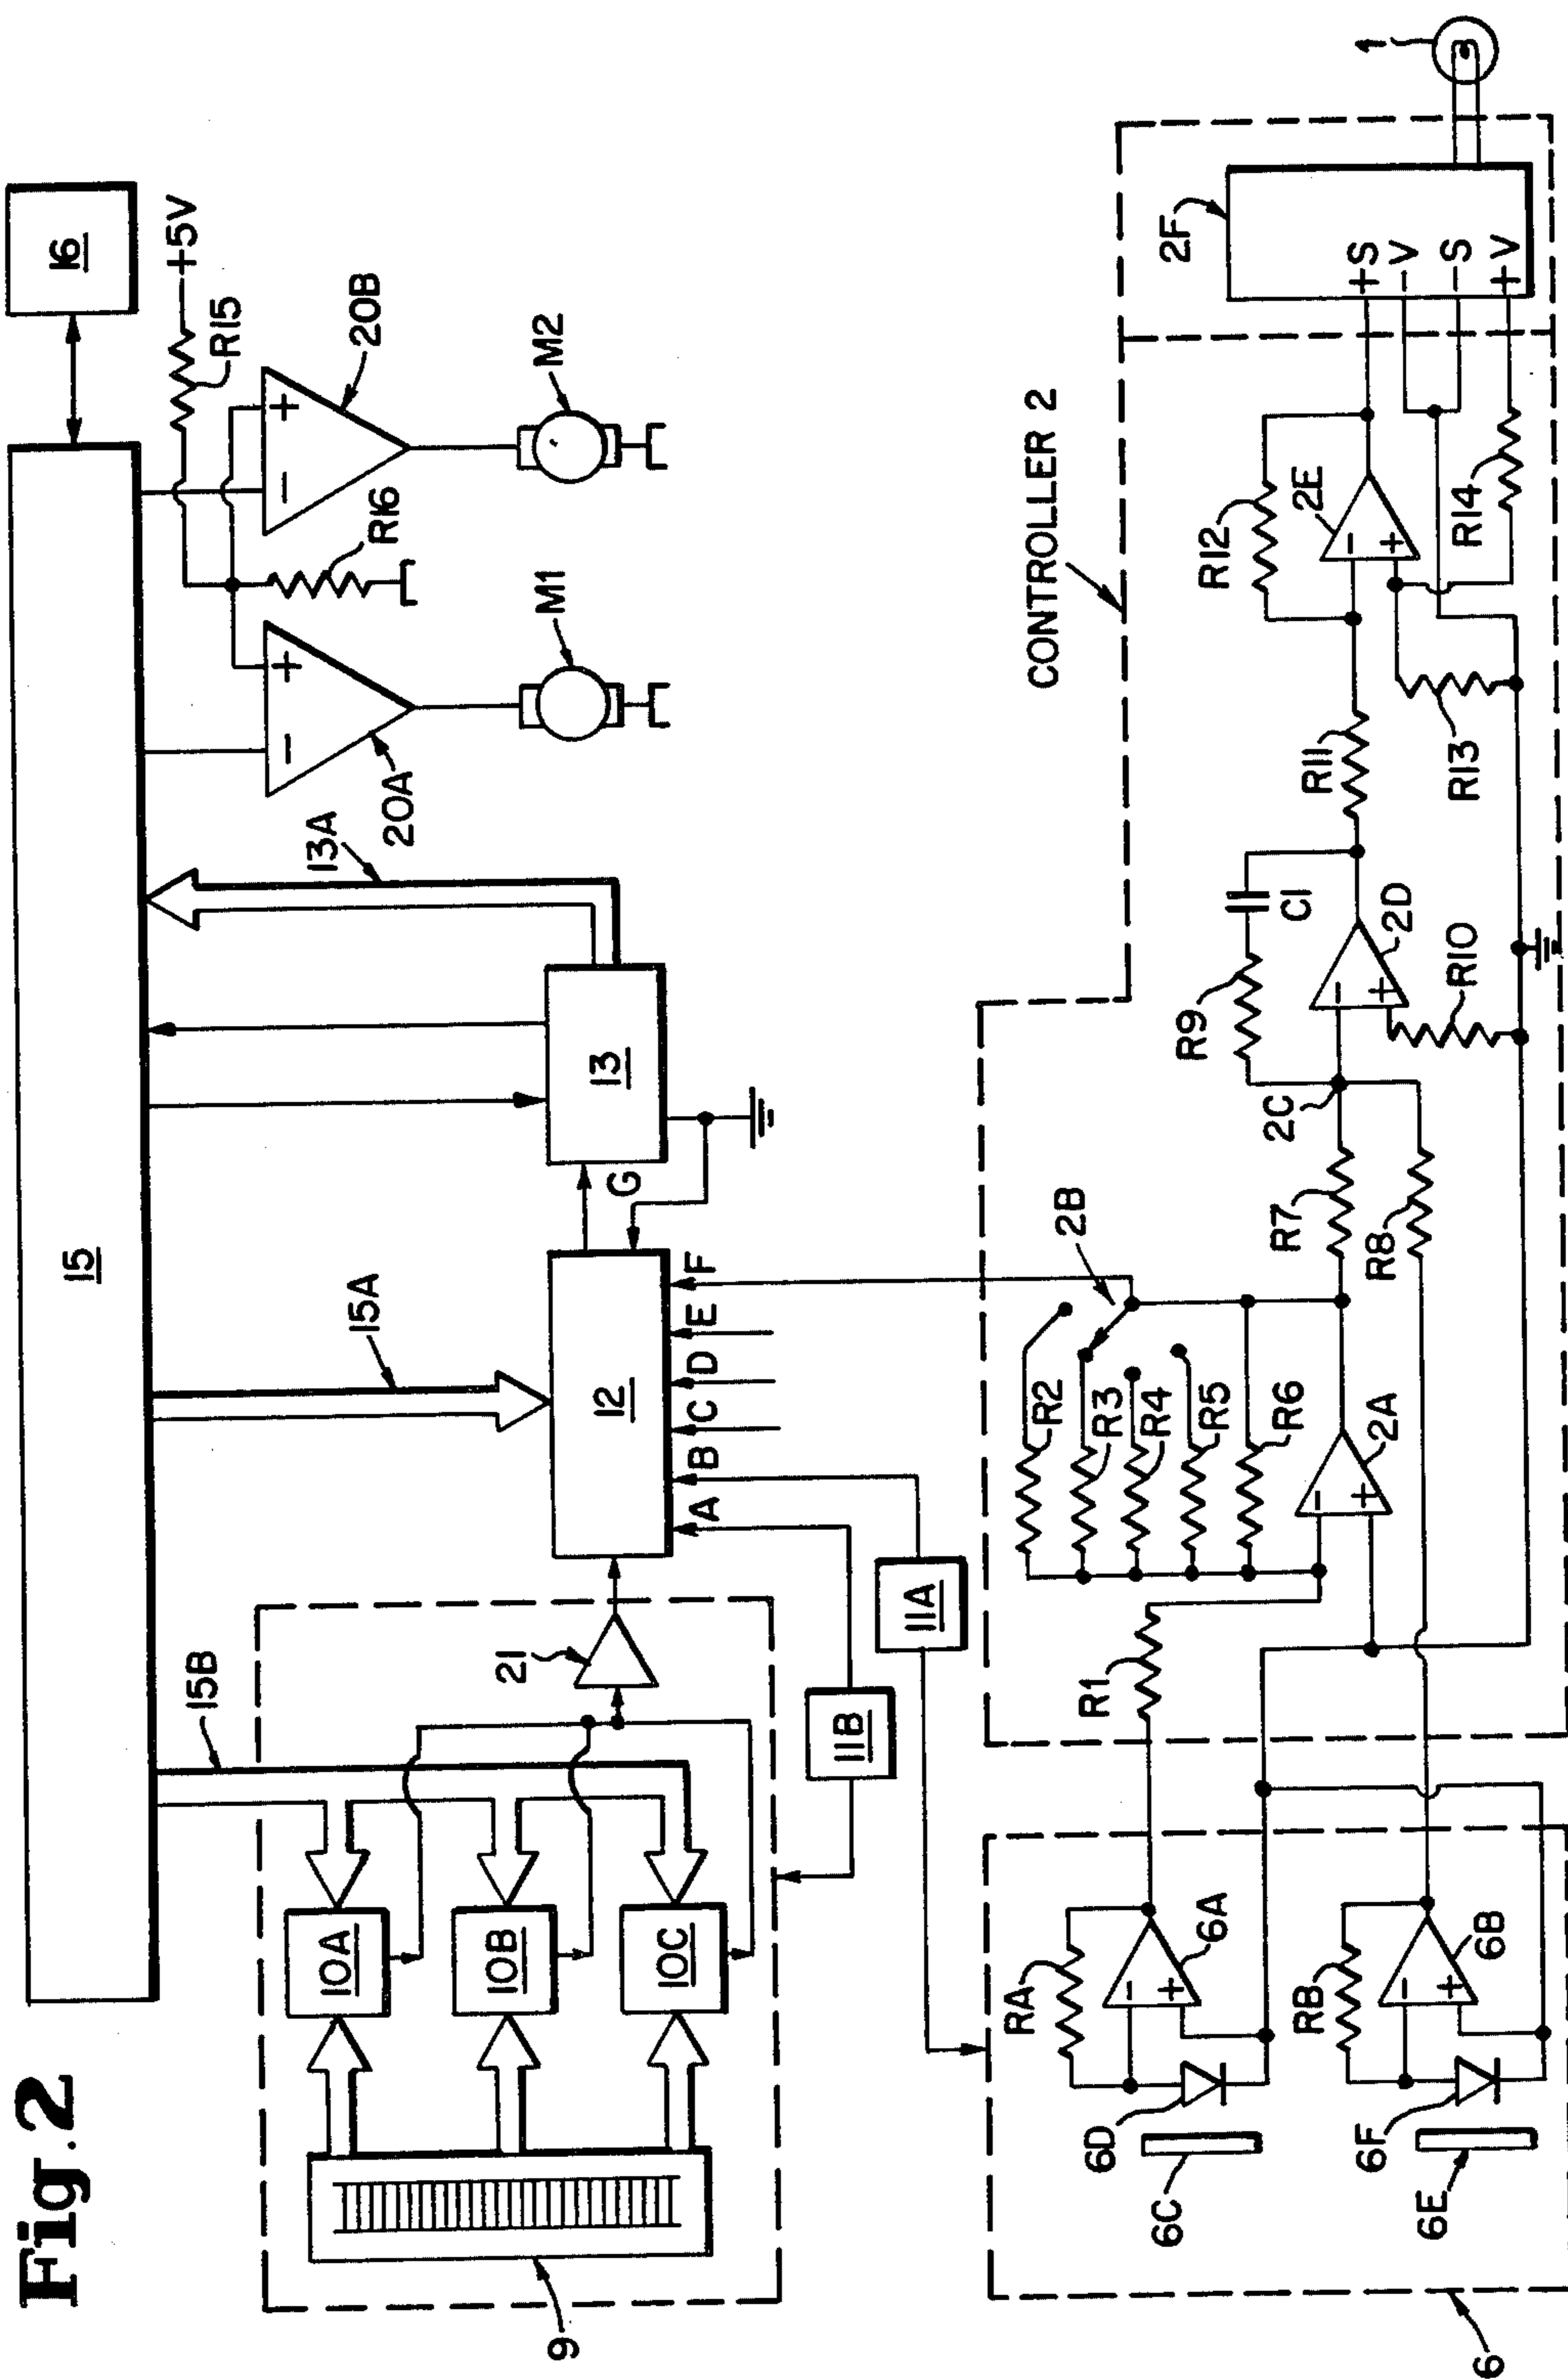 Fig. 2
15
16
15B
15A
13A
+5V
R15
20A
20B
− +
− +
R16
M1
M2
9
10A
10B
10C
21
12
13
G
A B C D E F
11B
11A
CONTROLLER 2
6
6C
6D
RA
− +
6A
6E
6F
RB
− +
6B
R1
R2
R3
R4
R5
R6
2A
− +
2B
R7
R8
2C
R9
C1
2D
− +
R10
R11
R12
2E
− +
R13
R14
2F
+S
−V
−S
+V
1